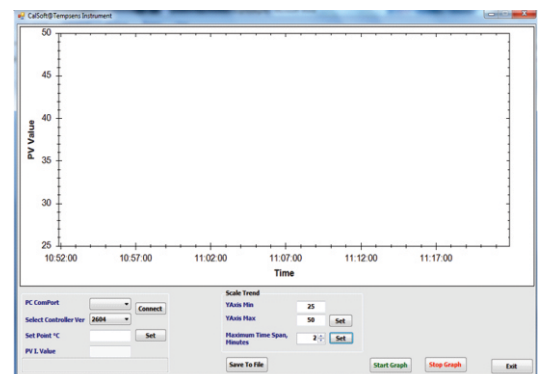 CalSoft@Tempsens Instrument
50
45
40
35
30
25
PV Value
10:52:00 10:57:00 11:02:00 11:07:00 11:12:00 11:17:00
Time
PC ComPort Connect
Select Controller Ver 2604
Set Point °C Set
PV I. Value
Scale Trend
YAxis Min 25
YAxis Max 50 Set
Maximum Time Span, 2 Set
Minutes
Save To File Start Graph Stop Graph Exit